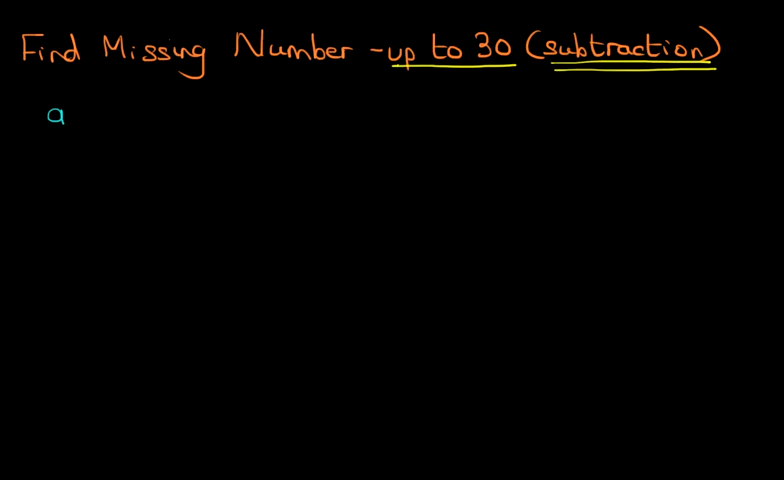 Find Missing Number - up to 30 (subtraction)
a